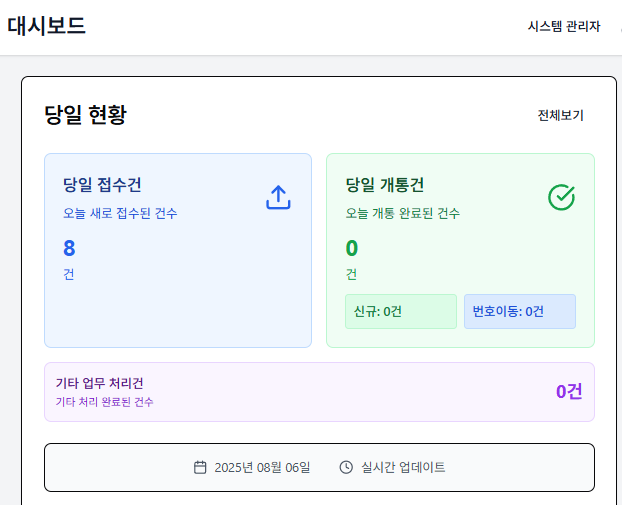 대시보드
시스템 관리자
당일 현황
전체보기
당일 접수건
오늘 새로 접수된 건수
8
건
당일 개통건
오늘 개통 완료된 건수
0
건
신규: 0건
번호이동: 0건
기타 업무 처리건
기타 처리 완료된 건수
0건
2025년 08월 06일
실시간 업데이트